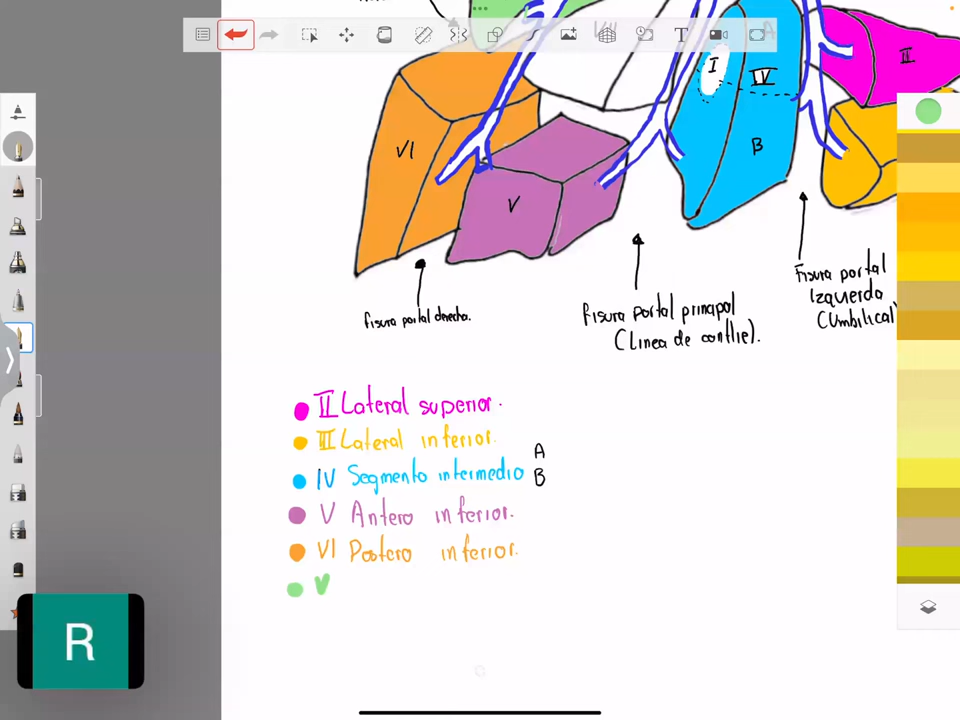 A
I
II
IV
VI
B
V
Fisura portal
Izquierda
(Umbilical)
Fisura portal derecha.
Fisura portal principal
(Linea de cantlie).
II Lateral superior.
III Lateral inferior.
IV Segmento intermedio A
B
V Antero inferior.
VI Postero inferior.
V
R